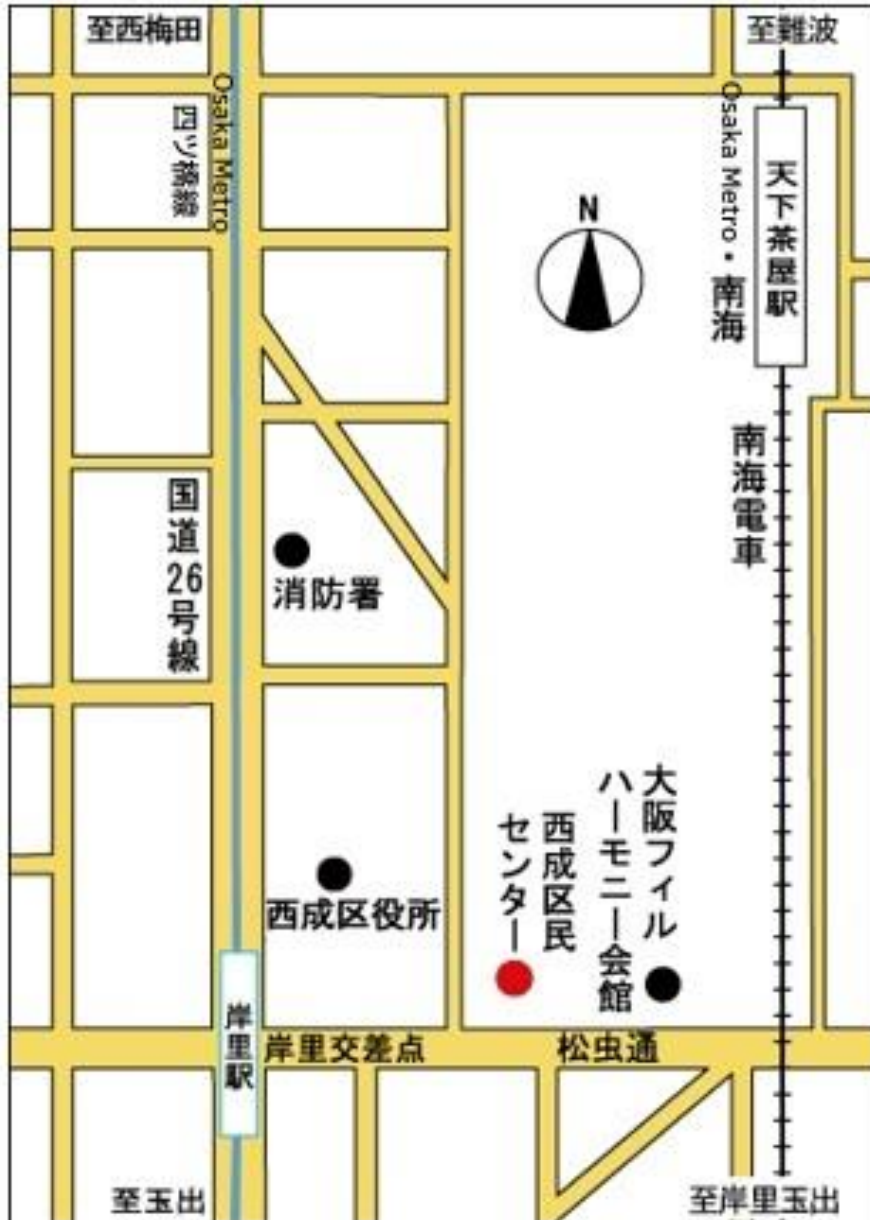 至西梅田
至難波
Osaka Metro
四ツ橋線
Osaka Metro・南海
天下茶屋駅
N
南海電車
国道26号線
消防署
大阪フィル
ハーモニー会館
西成区民
センター
西成区役所
岸里駅
岸里交差点
松虫通
至玉出
至岸里玉出